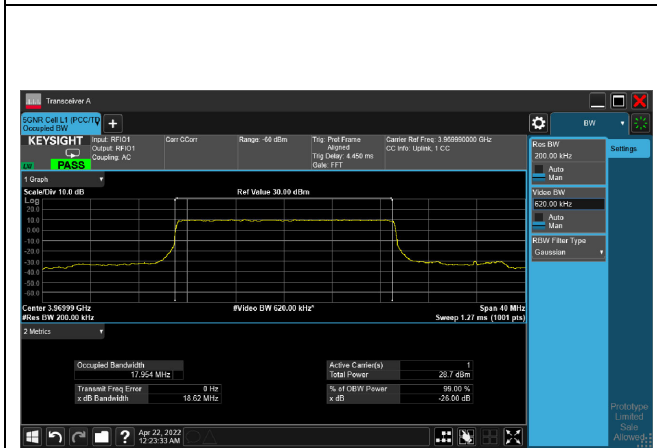 Transceiver A
5GNR Cell L1 (PCC/TD
Occupied BW
BW
KEYSIGHT
Input: RFIO1
Output: RFIO1
Coupling: AC
Corr CCorr
Range: -60 dBm
Trig: Prot Frame
Aligned
Trig Delay: 4.450 ms
Gate: FFT
Carrier Ref Freq: 3.969990000 GHz
CC Info: Uplink, 1 CC
PASS
Res BW
200.00 kHz
Auto
Man
Settings
Video BW
620.00 kHz
Auto
Man
RBW Filter Type
Gaussian
1 Graph
Scale/Div 10.0 dB
Ref Value 30.00 dBm
Log
20.0
10.0
0.00
-10.0
-20.0
-30.0
-40.0
-50.0
-60.0
Center 3.96999 GHz
#Video BW 620.00 kHz*
Span 40 MHz
#Res BW 200.00 kHz
Sweep 1.27 ms (1001 pts)
2 Metrics
Occupied Bandwidth
17.954 MHz
Active Carrier(s) 1
Total Power 28.7 dBm
Transmit Freq Error 0 Hz
x dB Bandwidth 18.62 MHz
% of OBW Power 99.00 %
x dB -26.00 dB
Apr 22, 2022
12:23:33 AM
Prototype
Limited
Sale
Allowed